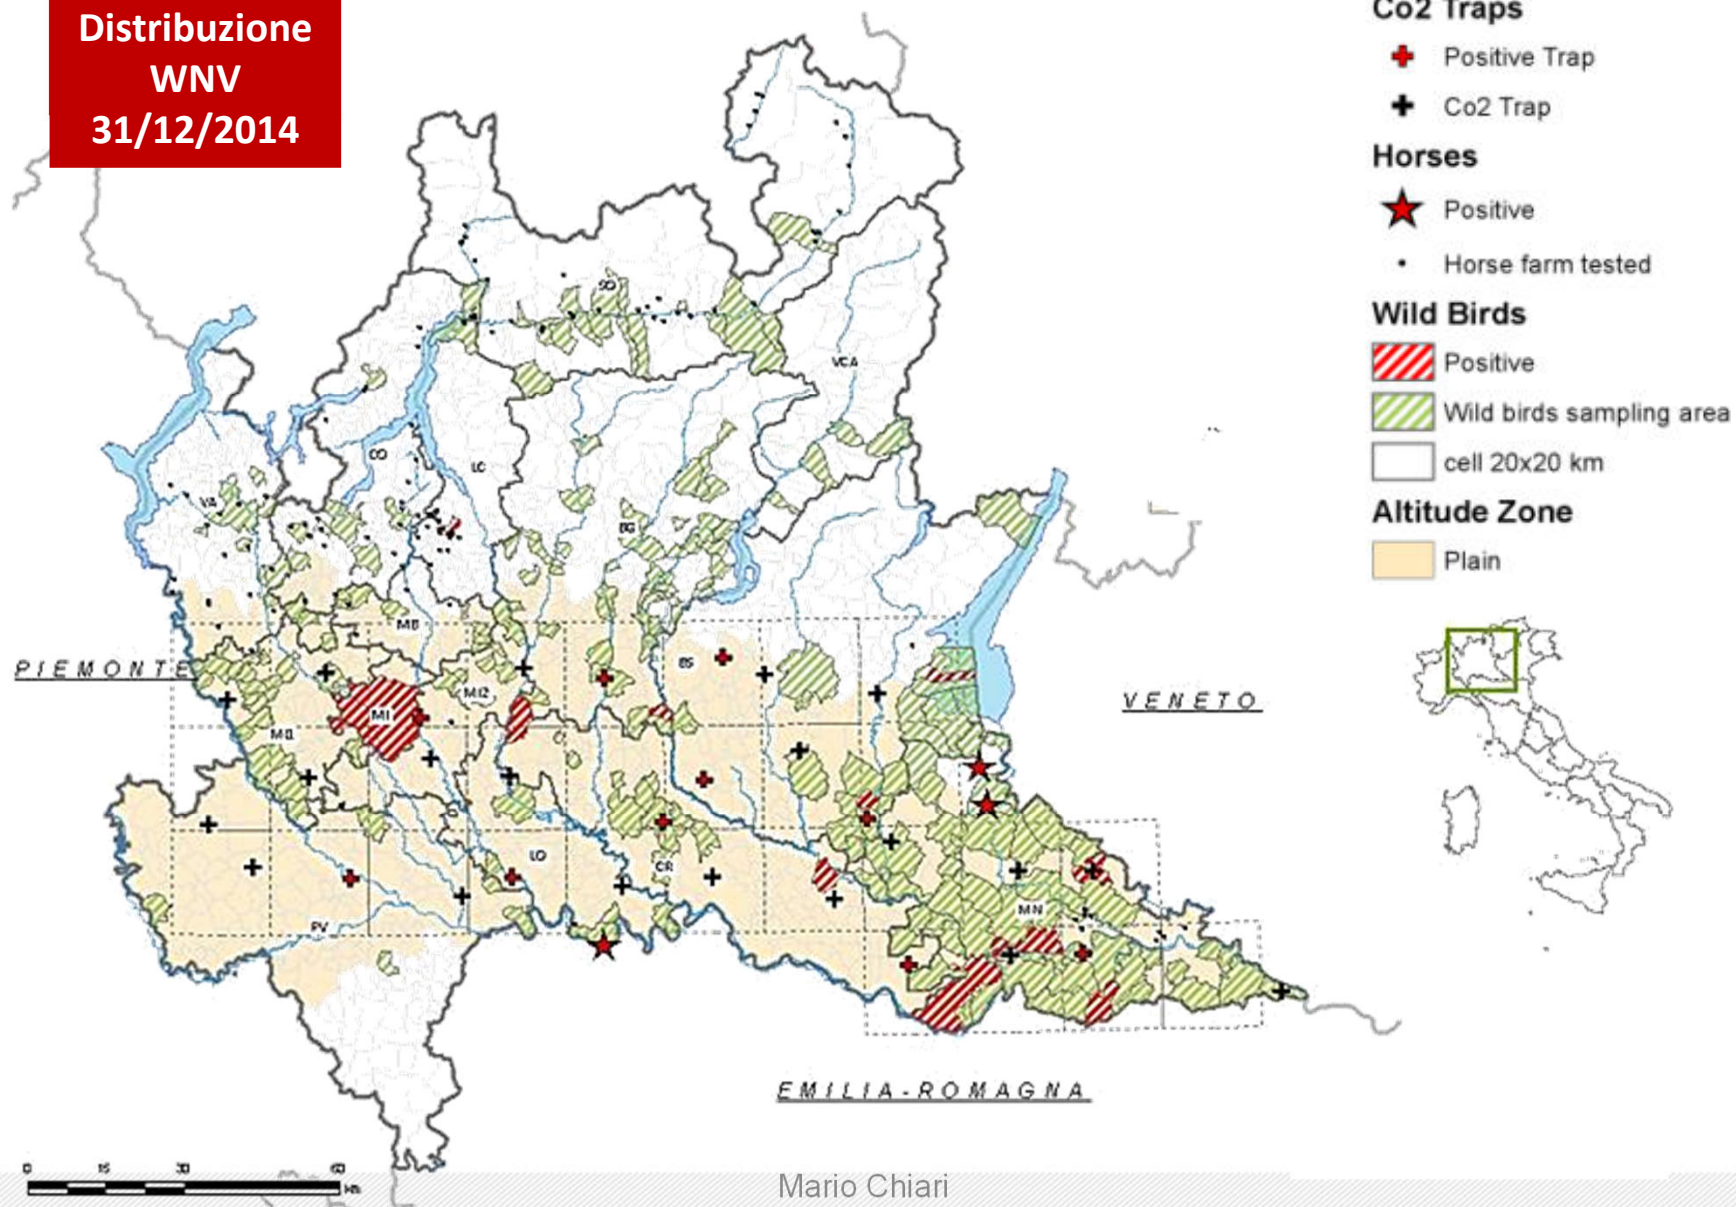 Distribuzione
WNV
31/12/2014
Co2 Traps
Positive Trap
Co2 Trap
Horses
Positive
Horse farm tested
Wild Birds
Positive
Wild birds sampling area
cell 20x20 km
Altitude Zone
Plain
SO
VCA
CO
LC
VA
BG
MB
PIEMONTE
BS
MI2
MI
MI1
VENETO
LO
CR
MN
PV
EMILIA-ROMAGNA
0 15 30 60
km
Mario Chiari